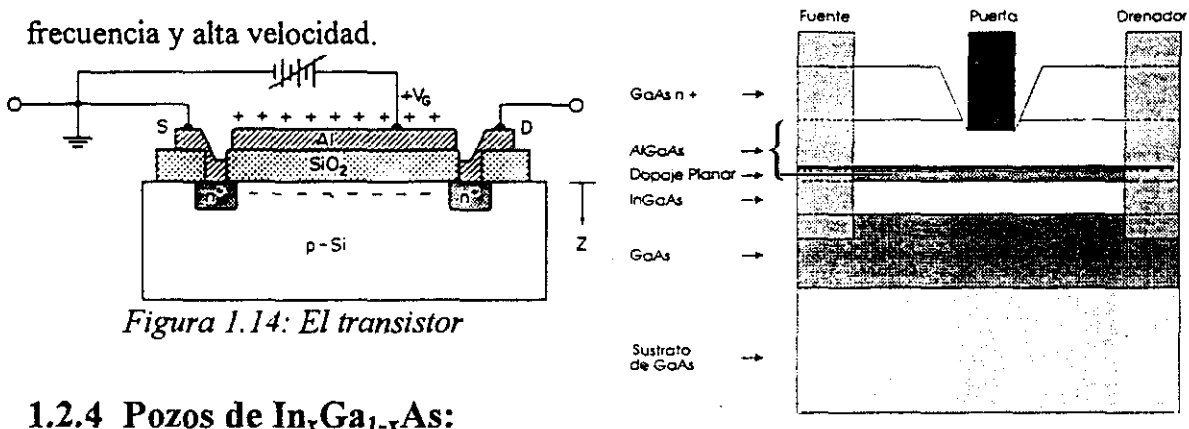 frecuencia y alta velocidad.
+VG
+ + + + + + + + +
S
D
Al
SiO2
n+
n+
p-Si
Z
Figura 1.14: El transistor
1.2.4 Pozos de InxGa1-xAs:
Fuente
Puerta
Drenador
GaAs n +
AlGaAs
Dopaje Planar
InGaAs
GaAs
Sustrato
de GaAs